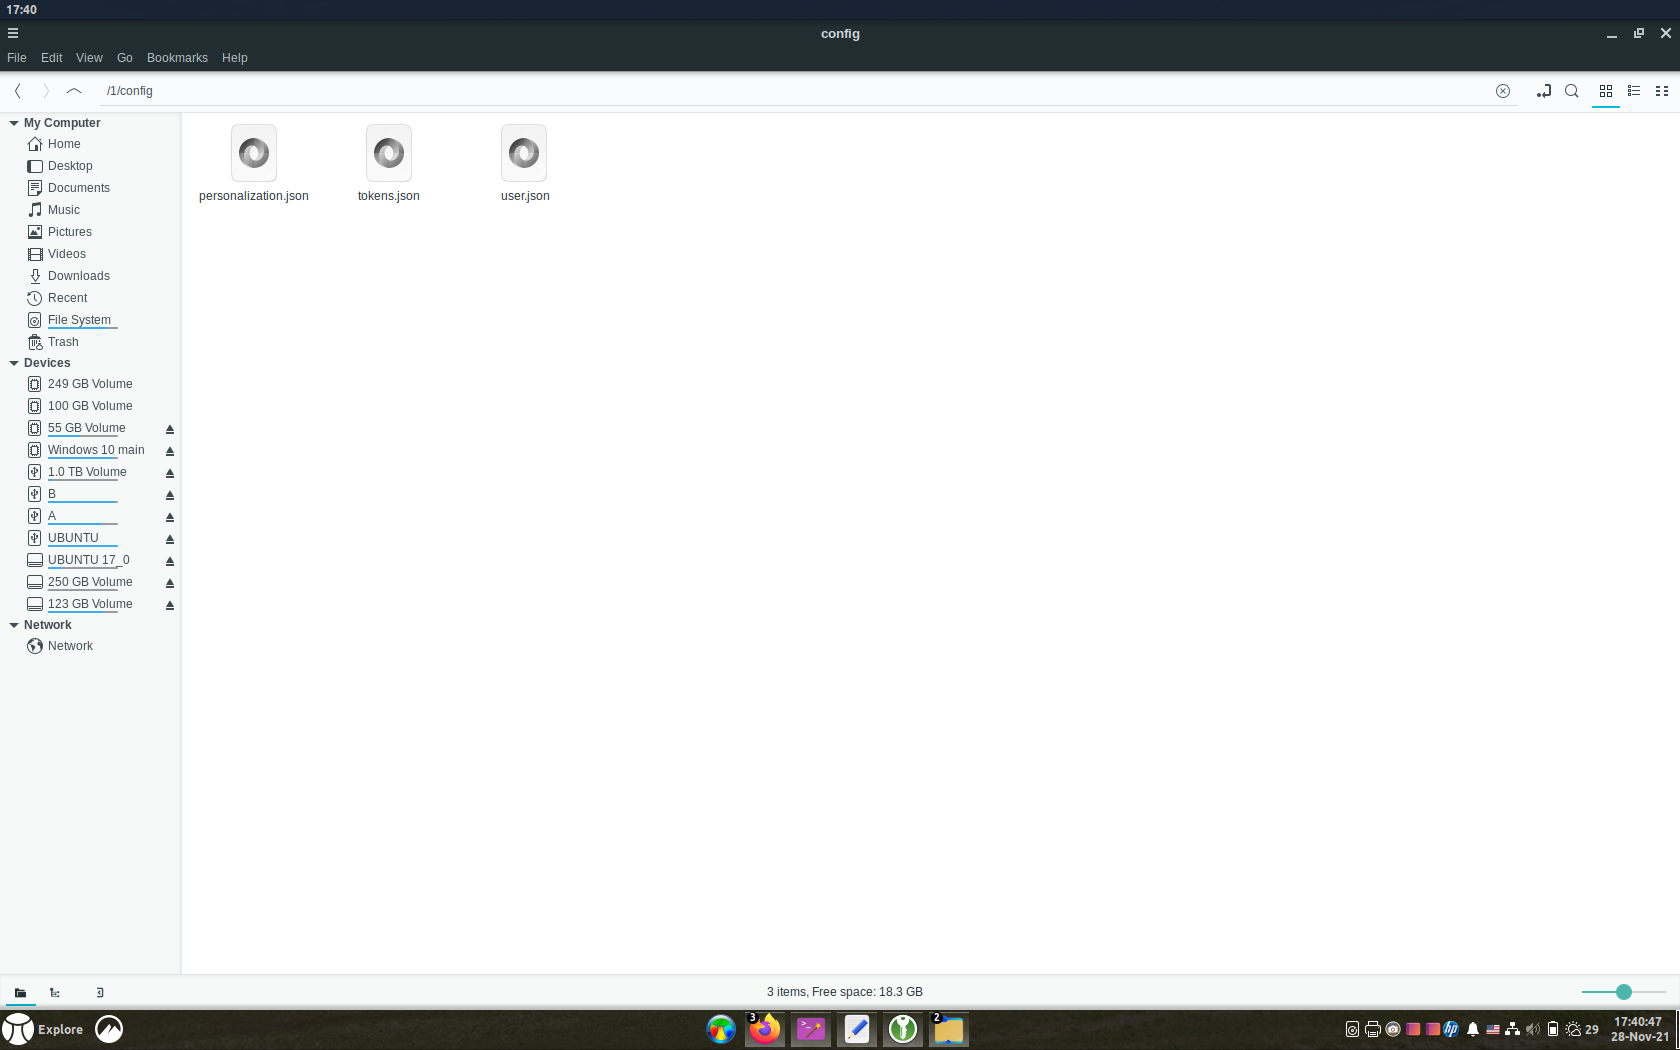 17:40
config
File Edit View Go Bookmarks Help
/1/config
My Computer
Home
Desktop
Documents
Music
Pictures
Videos
Downloads
Recent
File System
Trash
Devices
249 GB Volume
100 GB Volume
55 GB Volume
Windows 10 main
1.0 TB Volume
B
A
UBUNTU
UBUNTU 17_0
250 GB Volume
123 GB Volume
Network
Network
personalization.json tokens.json user.json
3 items, Free space: 18.3 GB
Explore
3
>_
2
hp
29
17:40:47
28-Nov-21